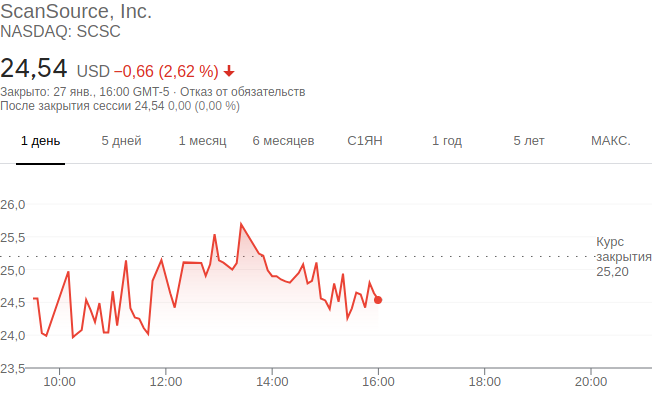 ScanSource, Inc.
NASDAQ: SCSC
24,54 USD −0,66 (2,62 %)
Закрыто: 27 янв., 16:00 GMT-5 · Отказ от обязательств
После закрытия сессии 24,54 0,00 (0,00 %)
1 день 5 дней 1 месяц 6 месяцев С1ЯН 1 год 5 лет МАКС.
26,0
25,5
Курс
закрытия
25,20
25,0
24,5
24,0
23,5
10:00 12:00 14:00 16:00 18:00 20:00